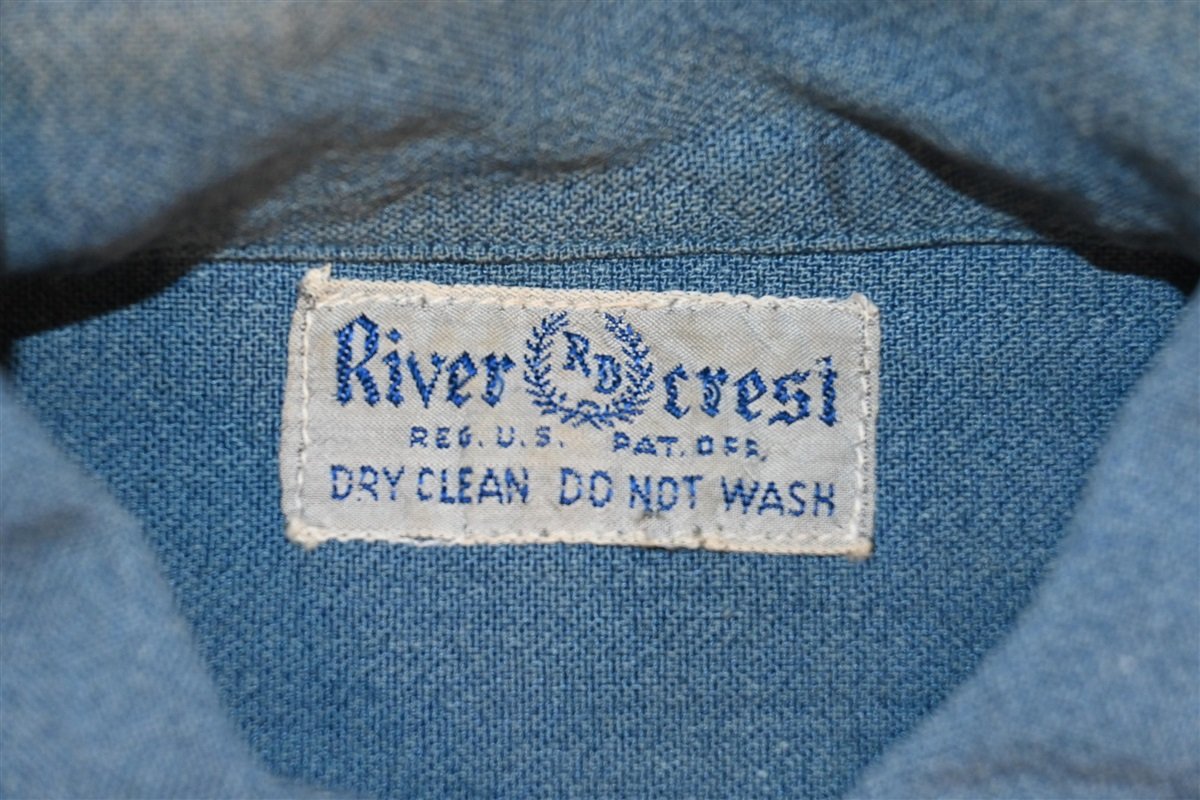 River RD crest
REG. U.S. PAT. OFF.
DRY CLEAN DO NOT WASH